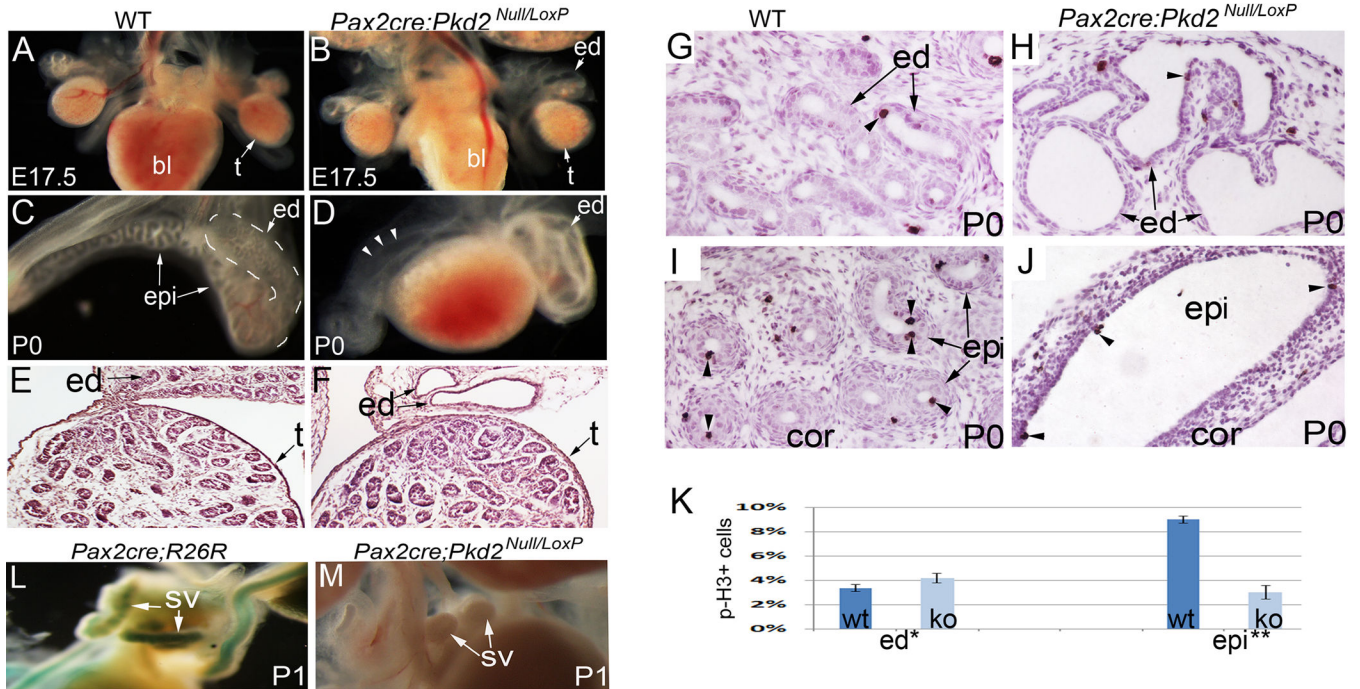 WT
Pax2cre:Pkd2 Null/LoxP
A
bl
t
E17.5
B
ed
bl
t
E17.5
C
ed
epi
P0
D
ed
P0
E
ed
F
ed
t
Pax2cre;R26R
Pax2cre;Pkd2 Null/LoxP
L
sv
P1
M
sv
P1
WT
Pax2cre:Pkd2 Null/LoxP
G
ed
P0
H
ed
P0
I
epi
cor
P0
J
epi
cor
P0
K
p-H3+ cells
10%
8%
6%
4%
2%
0%
wt
ko
wt
ko
ed*
epi**